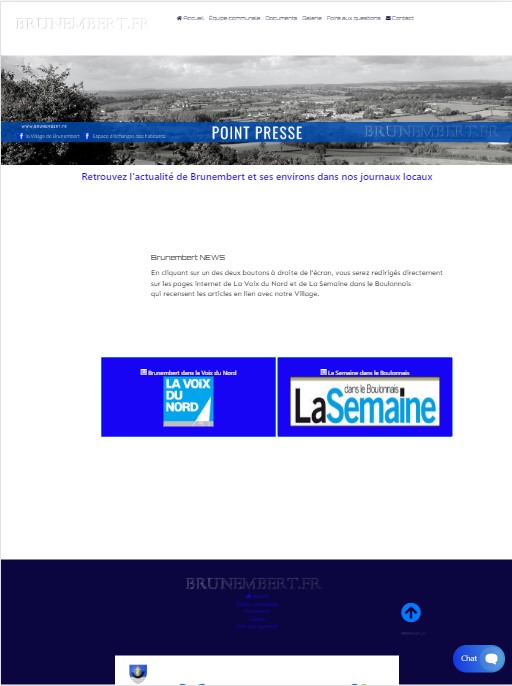 BRUNEMBERT.FR
Accueil Equipe communale Documents Galerie Foire aux questions Contact
WWW.BRUNEMBERT.FR
le Village de Brunembert Espace d'échanges des habitants
POINT PRESSE
BRUNEMBERT.FR
Retrouvez l'actualité de Brunembert et ses environs dans nos journaux locaux
Brunembert NEWS
En cliquant sur un des deux boutons à droite de l'écran, vous serez redirigés directement
sur les pages internet de La Voix du Nord et de La Semaine dans le Boulonnais
qui recensent les articles en lien avec notre Village.
Brunembert dans la Voix du Nord
LA VOIX
DU
NORD
La Semaine dans le Boulonnais
dans le Boulonnais
LaSemaine
BRUNEMBERT.FR
Chat